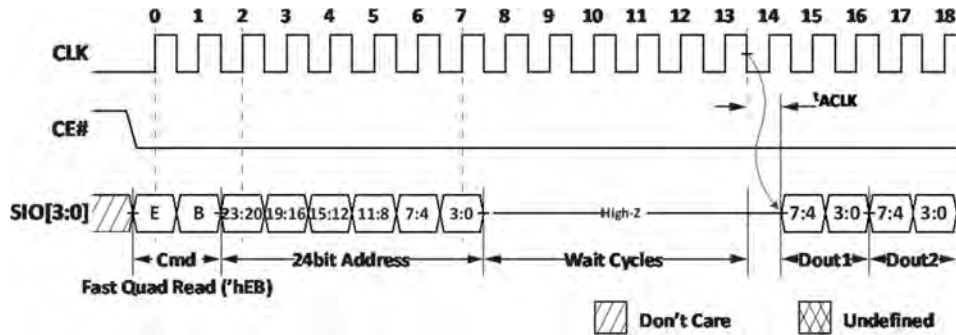 0 1 2 3 4 5 6 7 8 9 10 11 12 13 14 15 16 17 18
CLK
tACLK
CE#
SIO[3:0] E B 23:20 19:16 15:12 11:8 7:4 3:0 High-Z 7:4 3:0 7:4 3:0
Cmd 24bit Address Wait Cycles Dout1 Dout2
Fast Quad Read ('hEB)
Don't Care Undefined